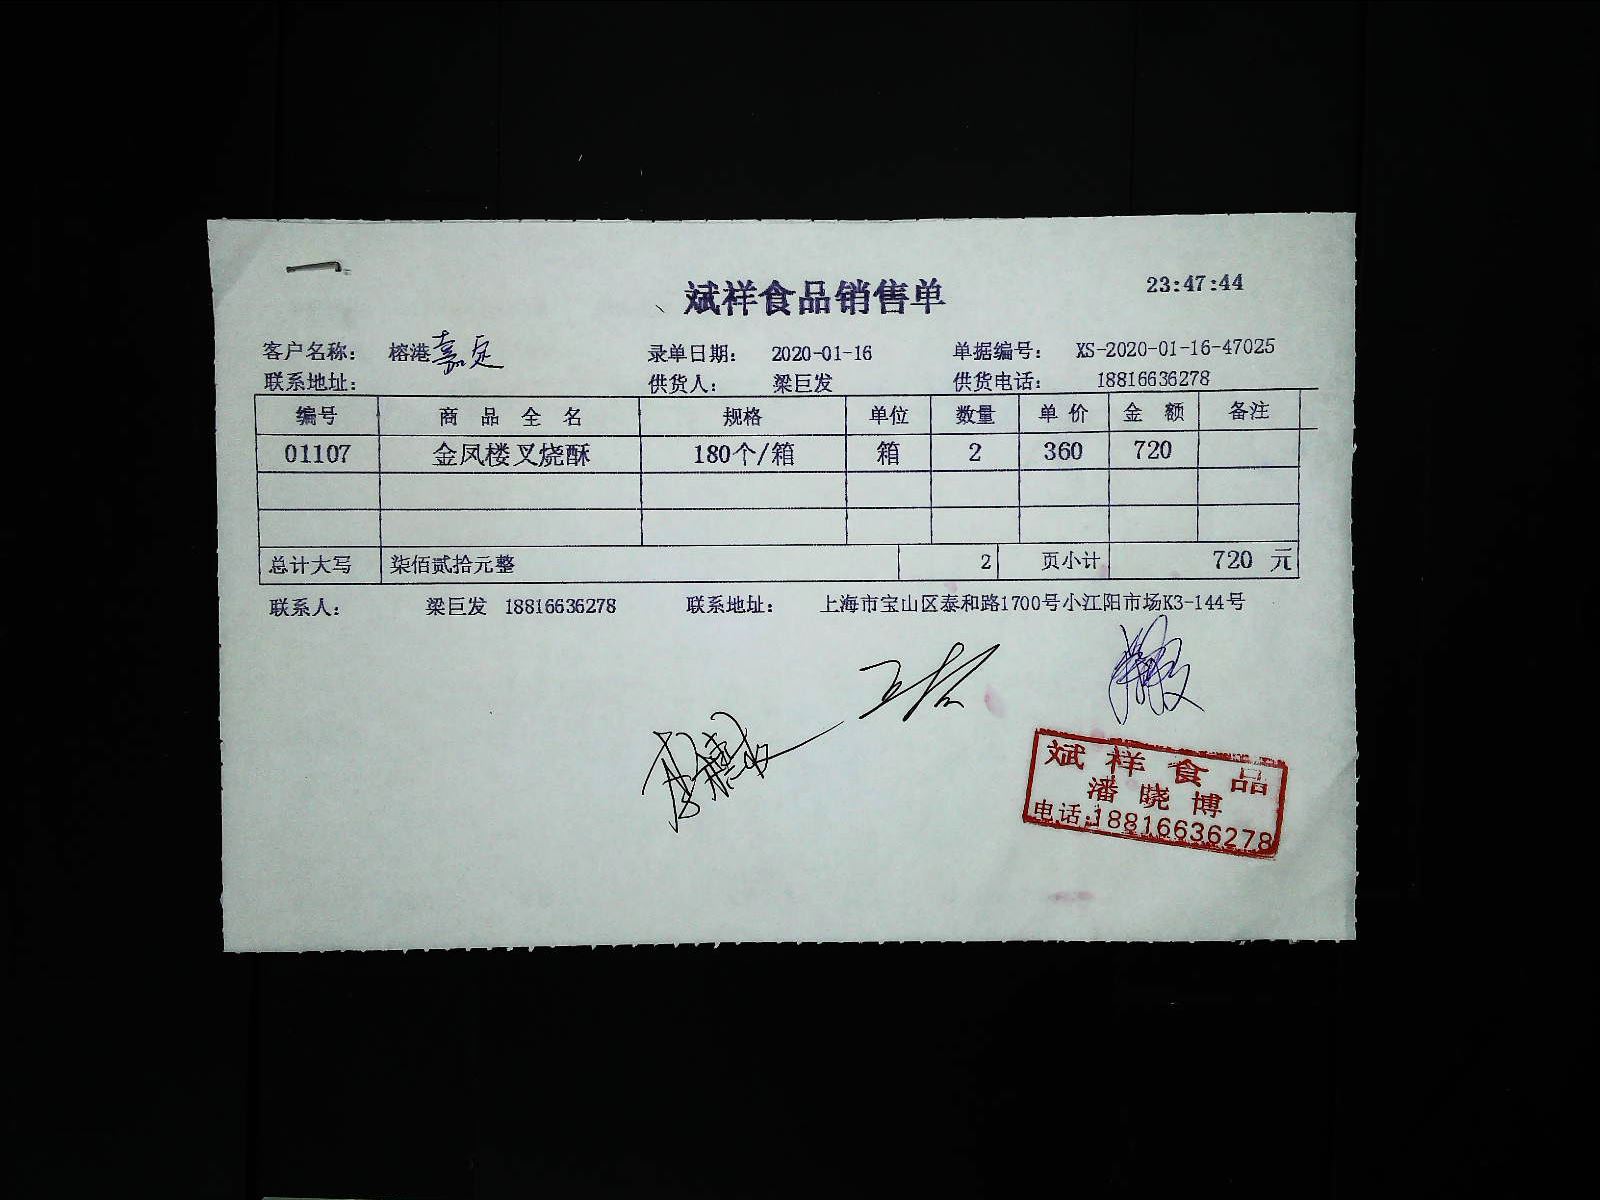 斌祥食品销售单 23:47:44
客户名称： 榕港嘉定 录单日期： 2020-01-16 单据编号： XS-2020-01-16-47025
联系地址： 供货人： 梁巨发 供货电话： 18816636278
编号 商品全名 规格 单位 数量 单价 金额 备注
01107 金凤楼叉烧酥 180个/箱 箱 2 360 720
总计大写 柒佰贰拾元整 2 页小计 720 元
联系人： 梁巨发 18816636278 联系地址： 上海市宝山区泰和路1700号小江阳市场K3-144号
斌祥食品
潘晓博
电话:18816636278